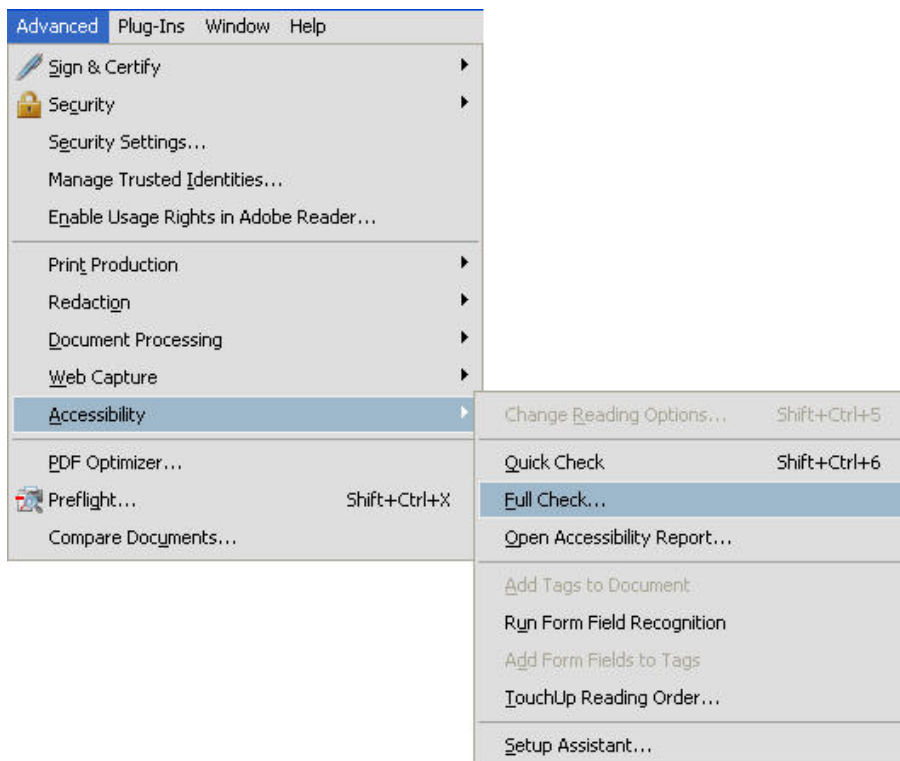 Advanced Plug-Ins Window Help
Sign & Certify
Security
Security Settings...
Manage Trusted Identities...
Enable Usage Rights in Adobe Reader...
Print Production
Redaction
Document Processing
Web Capture
Accessibility
PDF Optimizer...
Preflight... Shift+Ctrl+X
Compare Documents...
Change Reading Options... Shift+Ctrl+5
Quick Check Shift+Ctrl+6
Full Check...
Open Accessibility Report...
Add Tags to Document
Run Form Field Recognition
Add Form Fields to Tags
TouchUp Reading Order...
Setup Assistant...